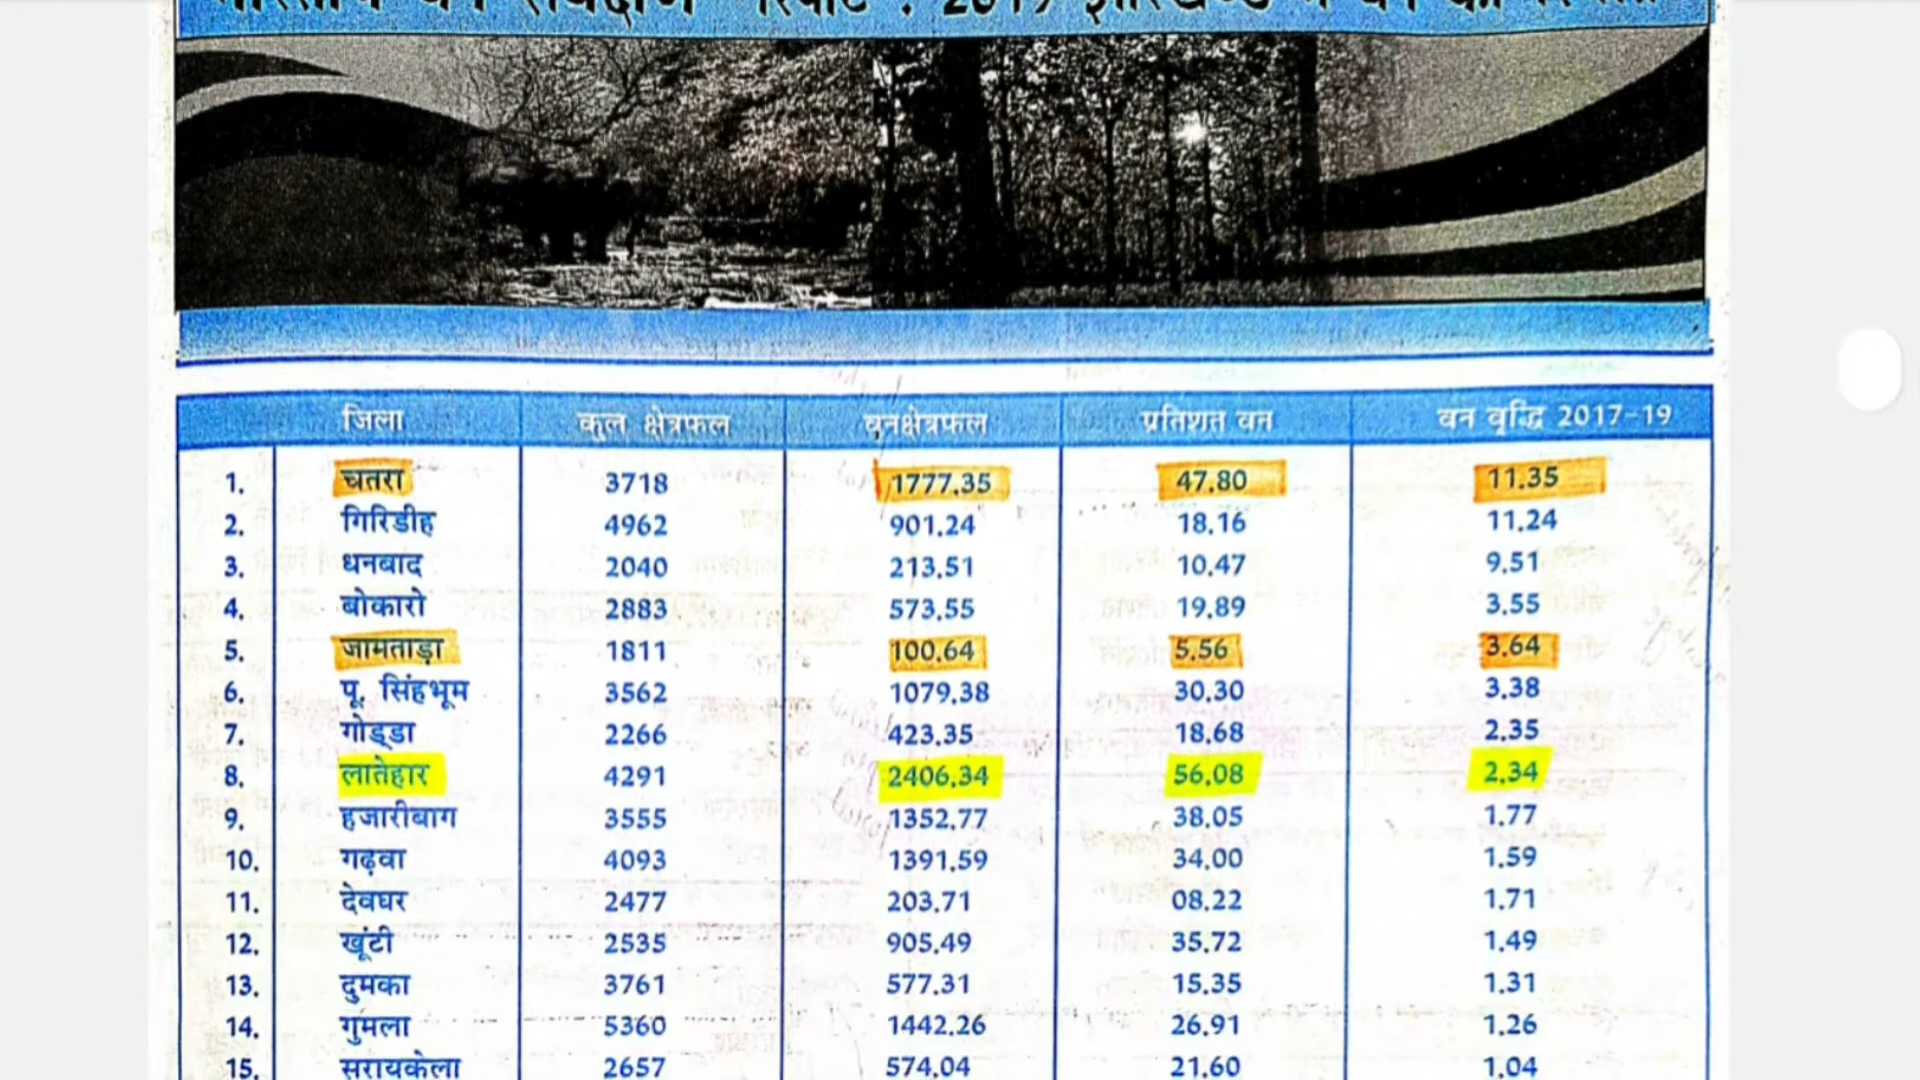 : 2019
जिला कुल क्षेत्रफल वनक्षेत्रफल प्रतिशत वन वन वृद्धि 2017-19
1. चतरा 3718 1777.35 47.80 11.35
2. गिरिडीह 4962 901.24 18.16 11.24
3. धनबाद 2040 213.51 10.47 9.51
4. बोकारो 2883 573.55 19.89 3.55
5. जामताड़ा 1811 100.64 5.56 3.64
6. पू. सिंहभूम 3562 1079.38 30.30 3.38
7. गोड्डा 2266 423.35 18.68 2.35
8. लातेहार 4291 2406.34 56.08 2.34
9. हजारीबाग 3555 1352.77 38.05 1.77
10. गढ़वा 4093 1391.59 34.00 1.59
11. देवघर 2477 203.71 08.22 1.71
12. खूंटी 2535 905.49 35.72 1.49
13. दुमका 3761 577.31 15.35 1.31
14. गुमला 5360 1442.26 26.91 1.26
15. सरायकेला 2657 574.04 21.60 1.04